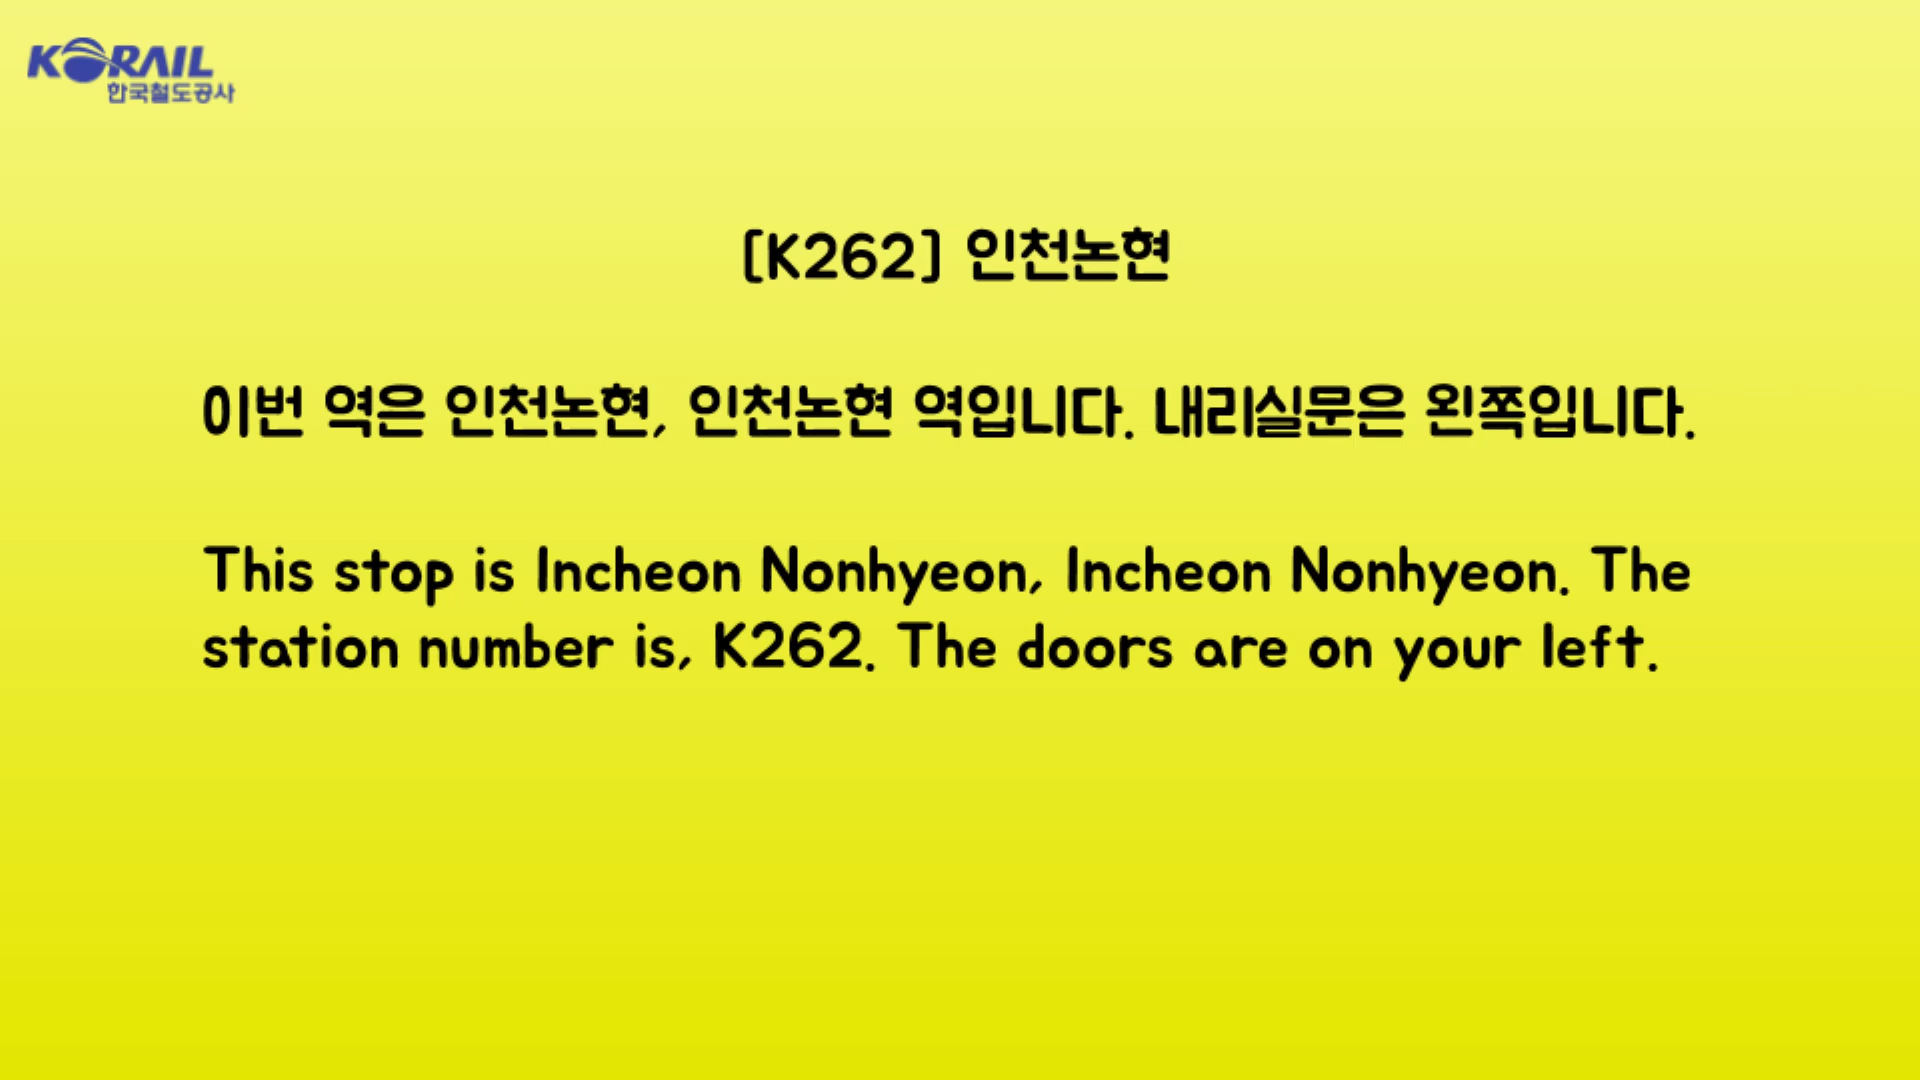 KORAIL
한국철도공사
[K262] 인천논현
이번 역은 인천논현, 인천논현 역입니다. 내리실문은 왼쪽입니다.
This stop is Incheon Nonhyeon, Incheon Nonhyeon. The
station number is, K262. The doors are on your left.